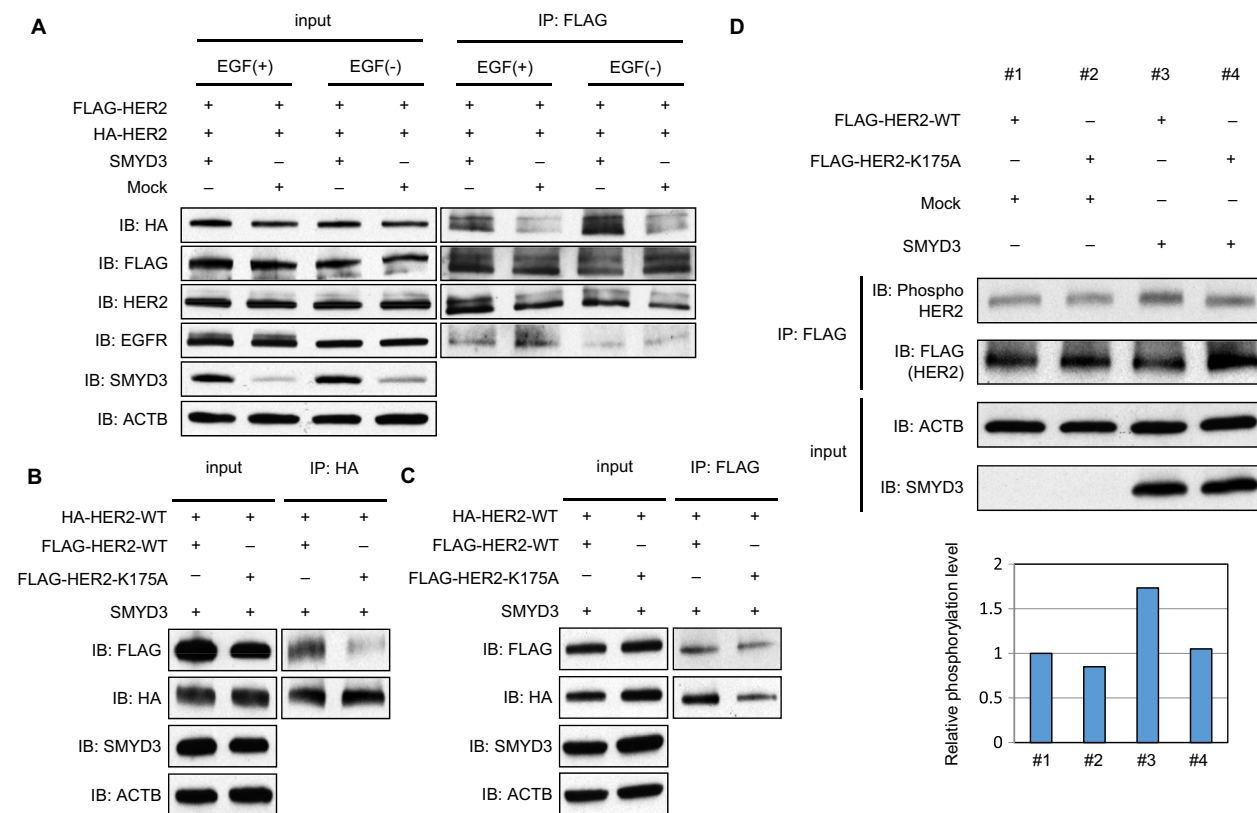 A
input
IP: FLAG
EGF(+) EGF(-) EGF(+) EGF(-)
FLAG-HER2 + + + + + + + +
HA-HER2 + + + + + + + +
SMYD3 + – + – + – + –
Mock – + – + – + – +
IB: HA
IB: FLAG
IB: HER2
IB: EGFR
IB: SMYD3
IB: ACTB
B
input IP: HA
HA-HER2-WT + + + +
FLAG-HER2-WT + – + –
FLAG-HER2-K175A – + – +
SMYD3 + + + +
IB: FLAG
IB: HA
IB: SMYD3
IB: ACTB
C
input IP: FLAG
HA-HER2-WT + + + +
FLAG-HER2-WT + – + –
FLAG-HER2-K175A – + – +
SMYD3 + + + +
IB: FLAG
IB: HA
IB: SMYD3
IB: ACTB
D
#1 #2 #3 #4
FLAG-HER2-WT + – + –
FLAG-HER2-K175A – + – +
Mock + + – –
SMYD3 – – + +
IP: FLAG
IB: Phospho
HER2
IB: FLAG
(HER2)
input
IB: ACTB
IB: SMYD3
Relative phosphorylation level
2
1.5
1
0.5
0
#1 #2 #3 #4